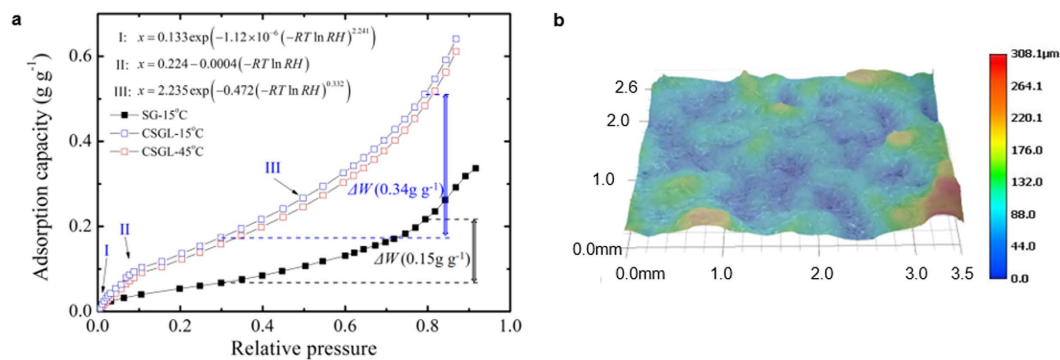 a
I: x = 0.133 exp(−1.12×10^{−6} (−RT ln RH)^{2.241})
II: x = 0.224 − 0.0004(−RT ln RH)
III: x = 2.235 exp(−0.472(−RT ln RH)^{0.332})
SG-15°C
CSGL-15°C
CSGL-45°C
Adsorption capacity (g g⁻¹)
0.6
0.4
0.2
0.0
I
II
III
ΔW(0.34g g⁻¹)
ΔW(0.15g g⁻¹)
0.0 0.2 0.4 0.6 0.8 1.0
Relative pressure
b
2.6
2.0
1.0
0.0mm
0.0mm 1.0 2.0 3.0 3.5
308.1μm
264.1
220.1
176.0
132.0
88.0
44.0
0.0